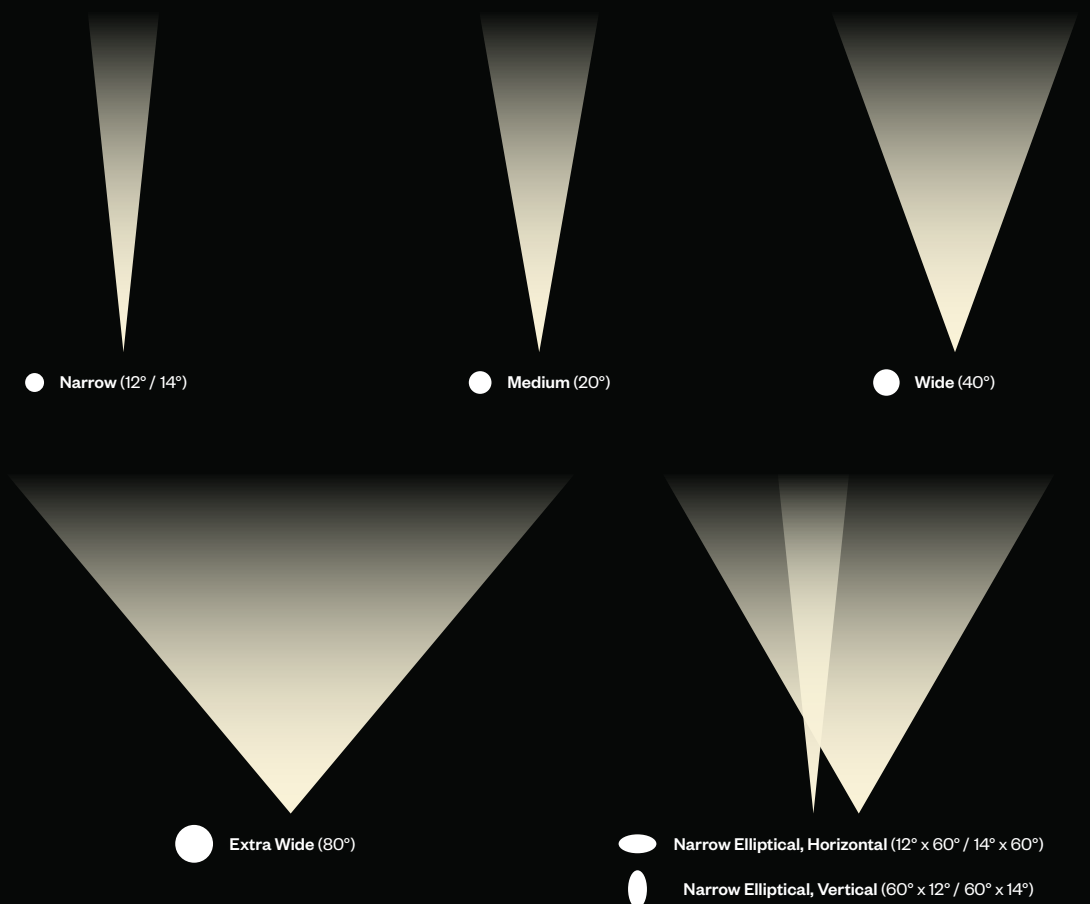 Narrow (12° / 14°)
Medium (20°)
Wide (40°)
Extra Wide (80°)
Narrow Elliptical, Horizontal (12° x 60° / 14° x 60°)
Narrow Elliptical, Vertical (60° x 12° / 60° x 14°)